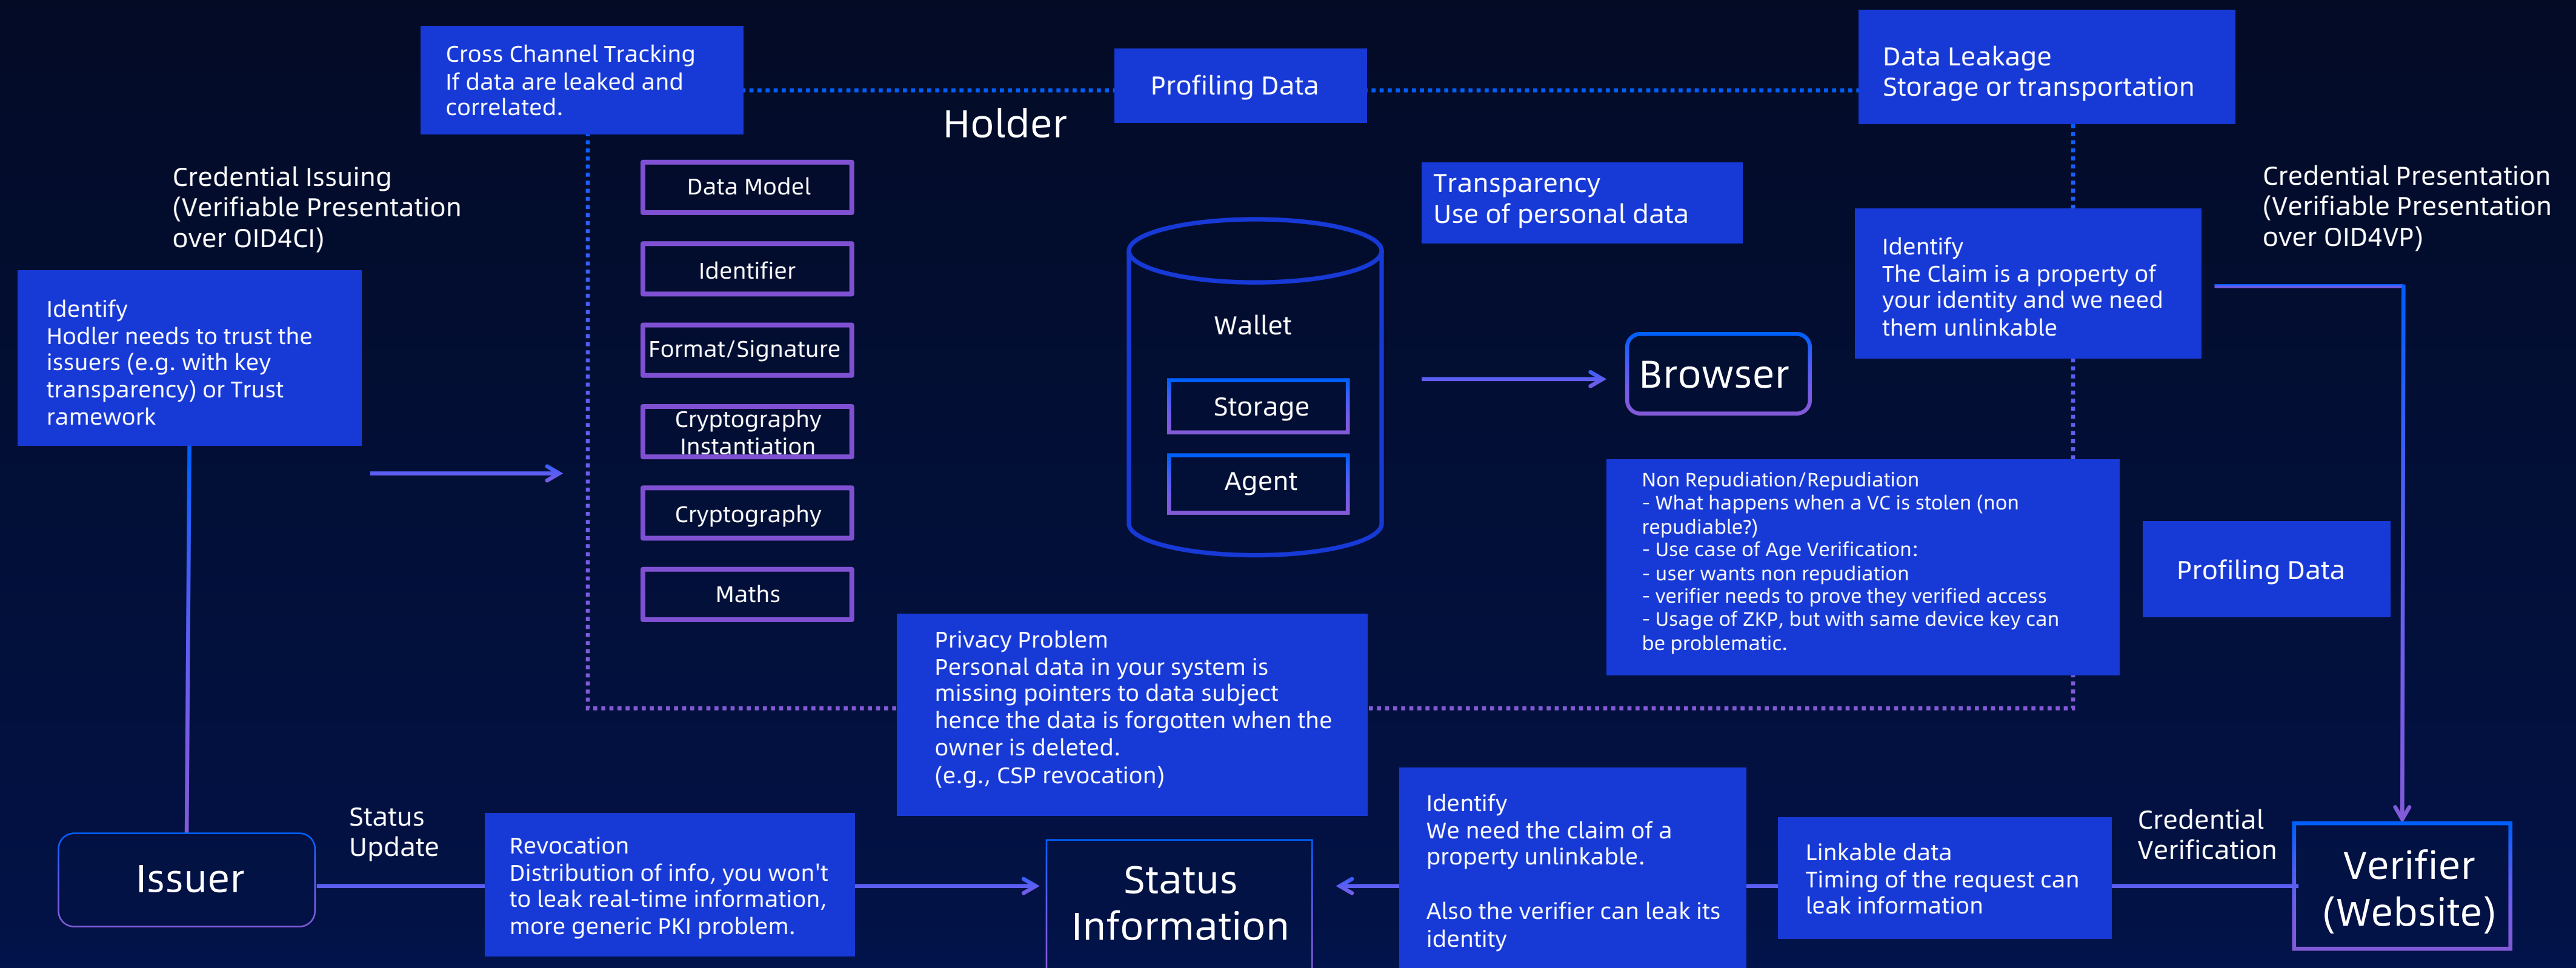 Cross Channel Tracking
If data are leaked and
correlated.
Profiling Data
Data Leakage
Storage or transportation
Holder
Credential Issuing
(Verifiable Presentation
over OID4CI)
Data Model
Transparency
Use of personal data
Credential Presentation
(Verifiable Presentation
over OID4VP)
Identify
Hodler needs to trust the
issuers (e.g. with key
transparency) or Trust
ramework
Identifier
Format/Signature
Cryptography
Instantiation
Cryptography
Maths
Wallet
Storage
Agent
Browser
Identify
The Claim is a property of
your identity and we need
them unlinkable
Non Repudiation/Repudiation
- What happens when a VC is stolen (non
repudiable?)
- Use case of Age Verification:
- user wants non repudiation
- verifier needs to prove they verified access
- Usage of ZKP, but with same device key can
be problematic.
Profiling Data
Privacy Problem
Personal data in your system is
missing pointers to data subject
hence the data is forgotten when the
owner is deleted.
(e.g., CSP revocation)
Issuer
Status
Update
Revocation
Distribution of info, you won't
to leak real-time information,
more generic PKI problem.
Status
Information
Identify
We need the claim of a
property unlinkable.
Also the verifier can leak its
identity
Linkable data
Timing of the request can
leak information
Credential
Verification
Verifier
(Website)